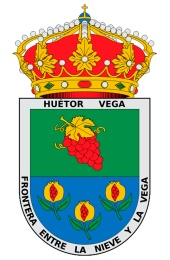 HUÉTOR VEGA
FRONTERA ENTRE LA NIEVE Y LA VEGA